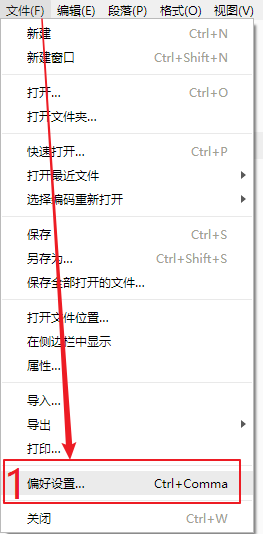 文件(F) 编辑(E) 段落(P) 格式(O) 视图(V)
新建 Ctrl+N
新建窗口 Ctrl+Shift+N
打开... Ctrl+O
打开文件夹...
快速打开... Ctrl+P
打开最近文件
选择编码重新打开
保存 Ctrl+S
另存为... Ctrl+Shift+S
保存全部打开的文件...
打开文件位置...
在侧边栏中显示
属性...
导入...
导出
打印...
1 偏好设置... Ctrl+Comma
关闭 Ctrl+W